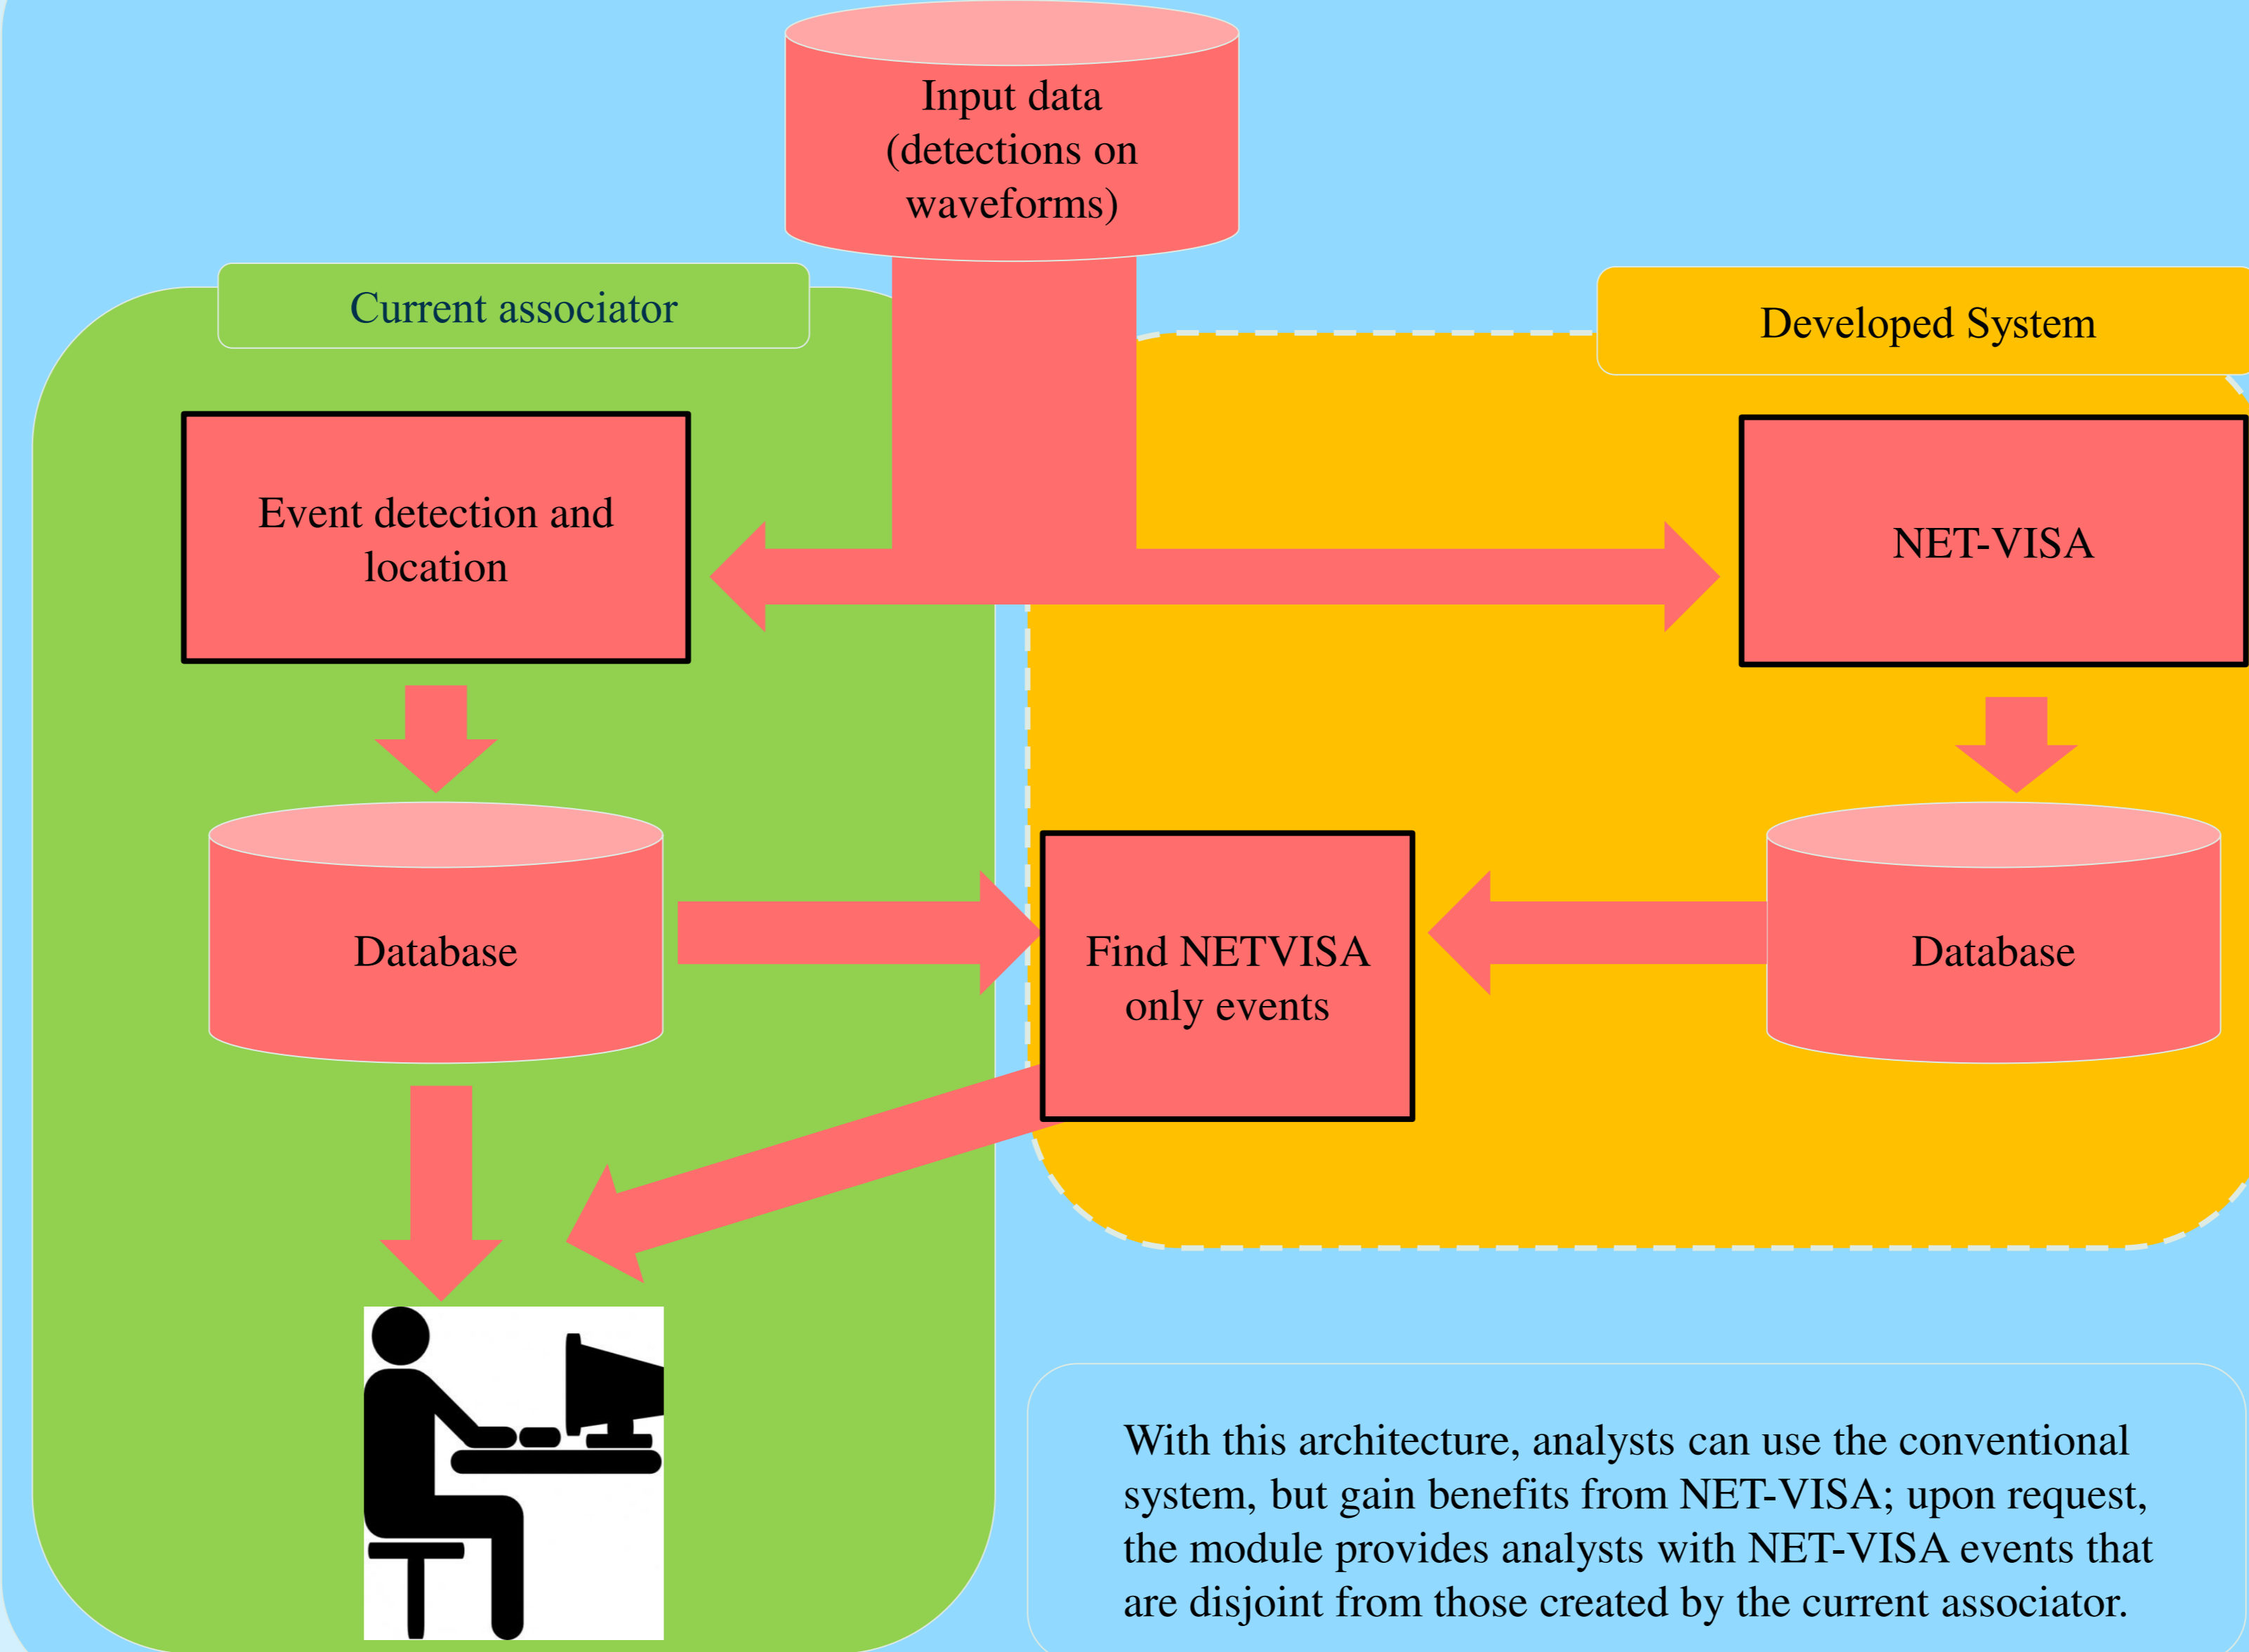 Input data
(detections on
waveforms)
Current associator
Developed System
Event detection and
location
NET-VISA
Database
Find NETVISA
only events
Database
With this architecture, analysts can use the conventional
system, but gain benefits from NET-VISA; upon request,
the module provides analysts with NET-VISA events that
are disjoint from those created by the current associator.